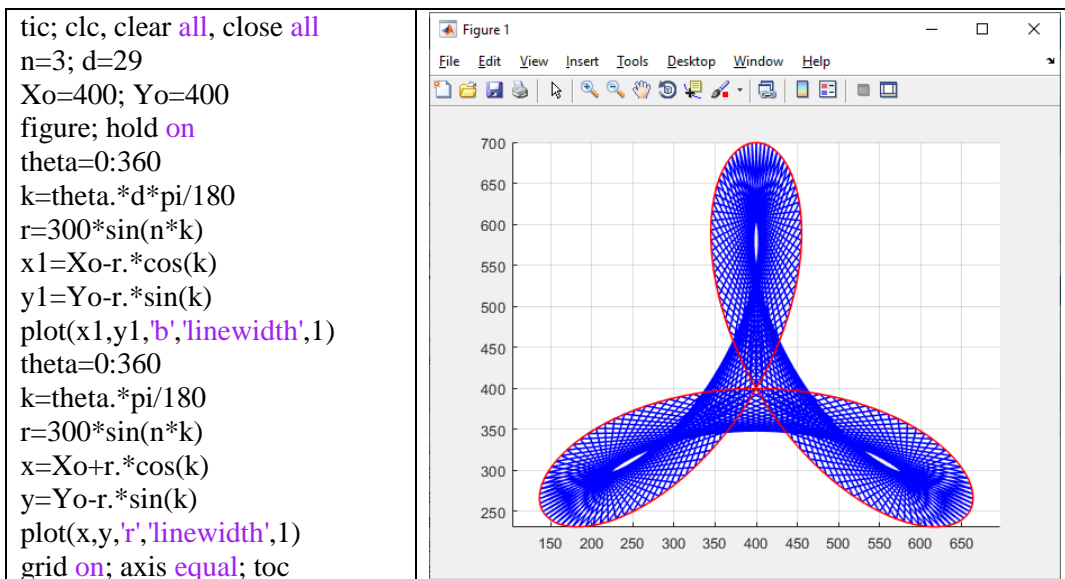 tic; clc, clear all, close all
n=3; d=29
Xo=400; Yo=400
figure; hold on
theta=0:360
k=theta.*d*pi/180
r=300*sin(n*k)
x1=Xo-r.*cos(k)
y1=Yo-r.*sin(k)
plot(x1,y1,'b','linewidth',1)
theta=0:360
k=theta.*pi/180
r=300*sin(n*k)
x=Xo+r.*cos(k)
y=Yo-r.*sin(k)
plot(x,y,'r','linewidth',1)
grid on; axis equal; toc
Figure 1
File Edit View Insert Tools Desktop Window Help
700
650
600
550
500
450
400
350
300
250
150 200 250 300 350 400 450 500 550 600 650